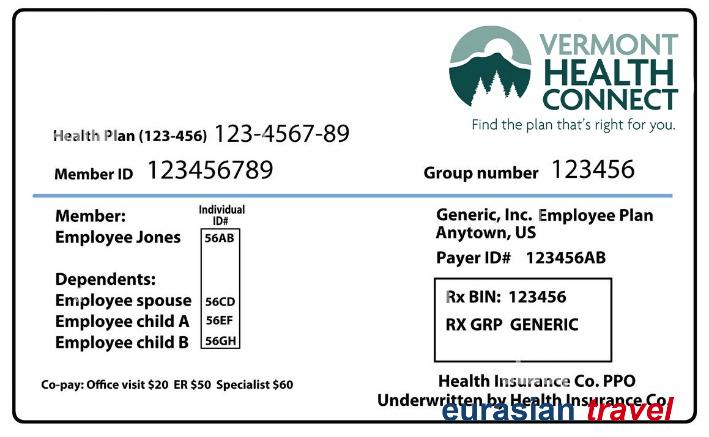 VERMONT
HEALTH
CONNECT
Find the plan that's right for you.
Health Plan (123-456) 123-4567-89
Member ID 123456789
Group number 123456
Member:
Individual
ID#
Employee Jones 56AB
Dependents:
Employee spouse 56CD
Employee child A 56EF
Employee child B 56GH
Generic, Inc. Employee Plan
Anytown, US
Payer ID# 123456AB
Rx BIN: 123456
RX GRP GENERIC
Co-pay: Office visit $20 ER $50 Specialist $60
Health Insurance Co. PPO
Underwritten by Health Insurance Co.
eurasian travel